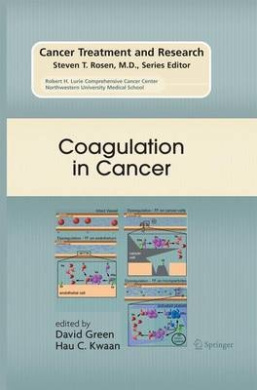 Cancer Treatment and Research
Steven T. Rosen, M.D., Series Editor
Robert H. Lurie Comprehensive Cancer Center
Northwestern University Medical School
Coagulation
in Cancer
edited by
David Green
Hau C. Kwaan
Springer